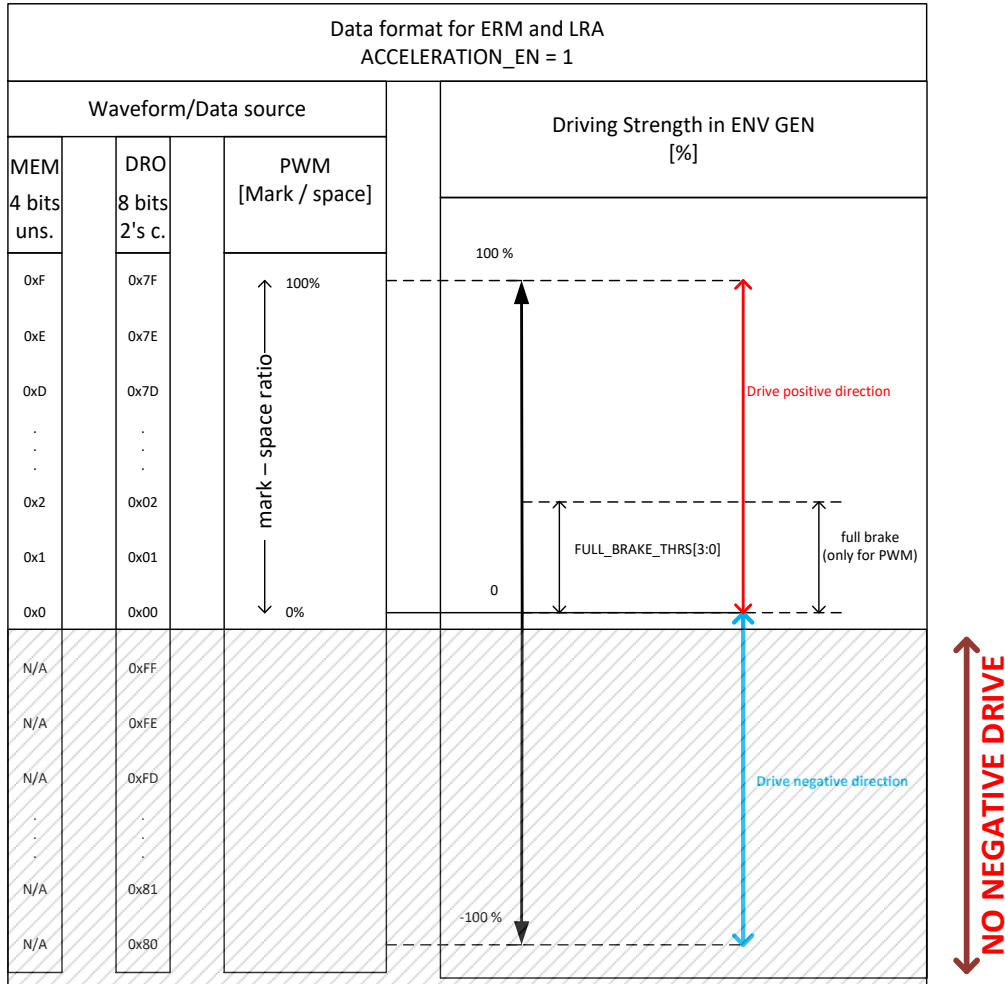 Data format for ERM and LRA
ACCELERATION_EN = 1
Waveform/Data source
Driving Strength in ENV GEN
[%]
MEM
4 bits
uns.
DRO
8 bits
2's c.
PWM
[Mark / space]
100 %
0xF 0x7F 100%
0xE 0x7E
0xD 0x7D Drive positive direction
. .
. .
. .
mark – space ratio
0x2 0x02
FULL_BRAKE_THRS[3:0]
full brake
(only for PWM)
0x1 0x01
0
0x0 0x00 0%
N/A 0xFF
N/A 0xFE
N/A 0xFD Drive negative direction
. .
. .
. .
N/A 0x81
-100 %
N/A 0x80
NO NEGATIVE DRIVE